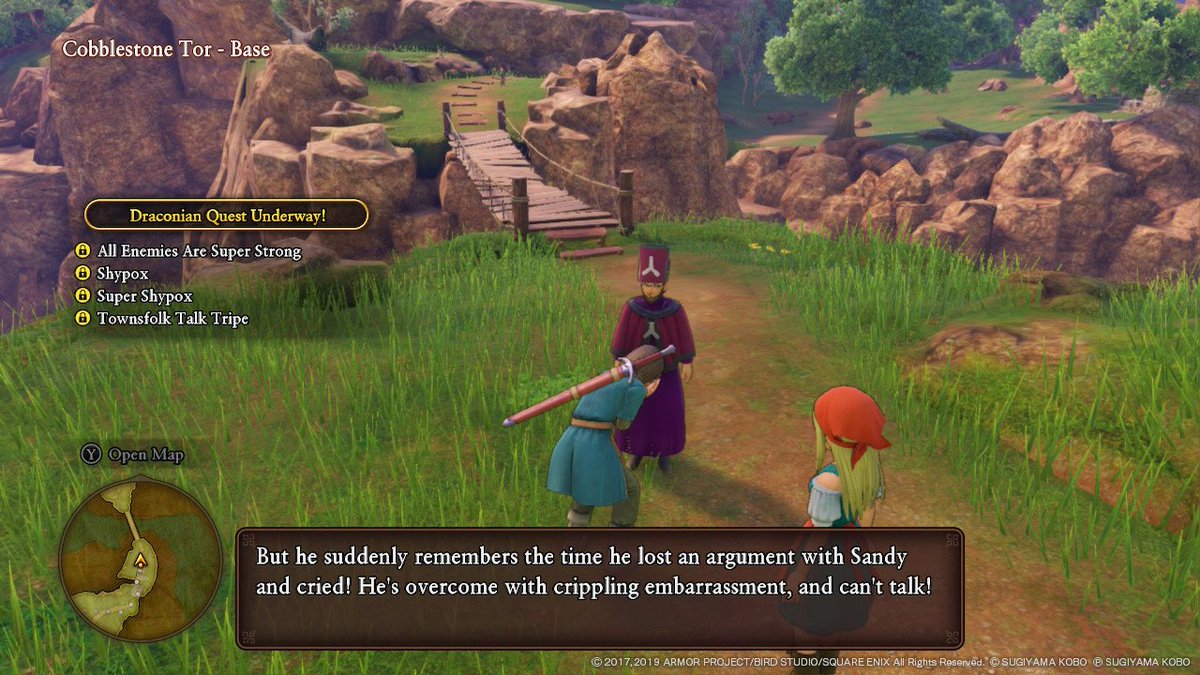 Cobblestone Tor - Base
Draconian Quest Underway!
All Enemies Are Super Strong
Shypox
Super Shypox
Townsfolk Talk Tripe
Y Open Map
But he suddenly remembers the time he lost an argument with Sandy
and cried! He's overcome with crippling embarrassment, and can't talk!
© 2017, 2019 ARMOR PROJECT/BIRD STUDIO/SQUARE ENIX All Rights Reserved. © SUGIYAMA KOBO ℗ SUGIYAMA KOBO